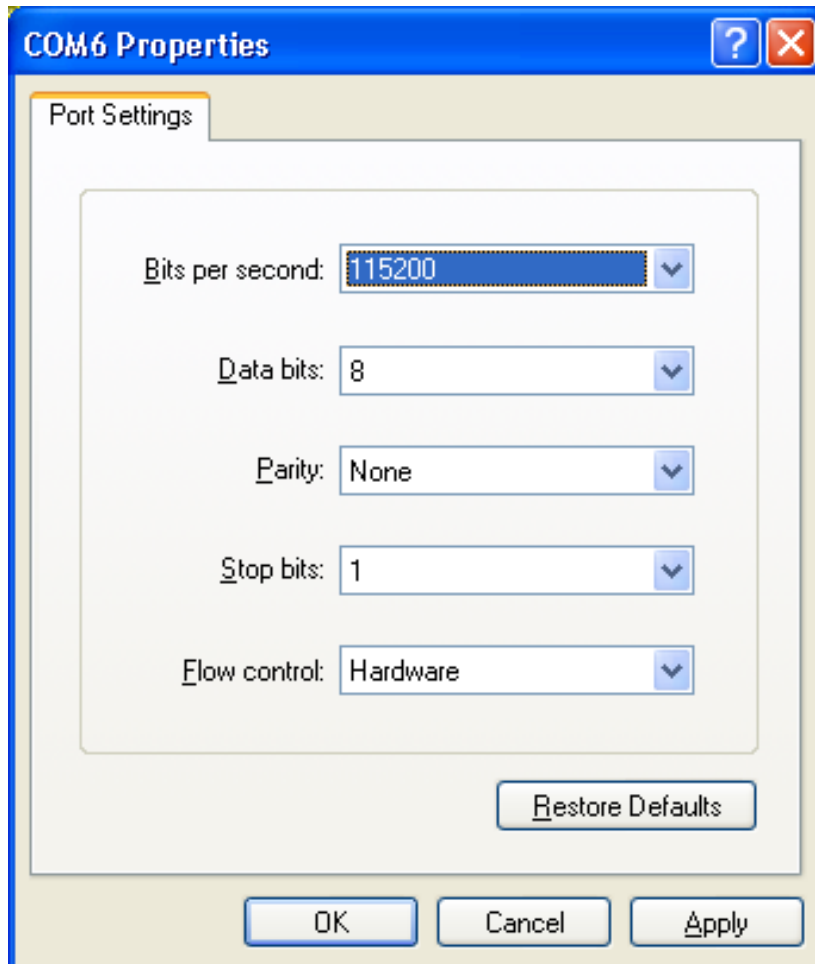 COM6 Properties
Port Settings
Bits per second: 115200
Data bits: 8
Parity: None
Stop bits: 1
Flow control: Hardware
Restore Defaults
OK Cancel Apply